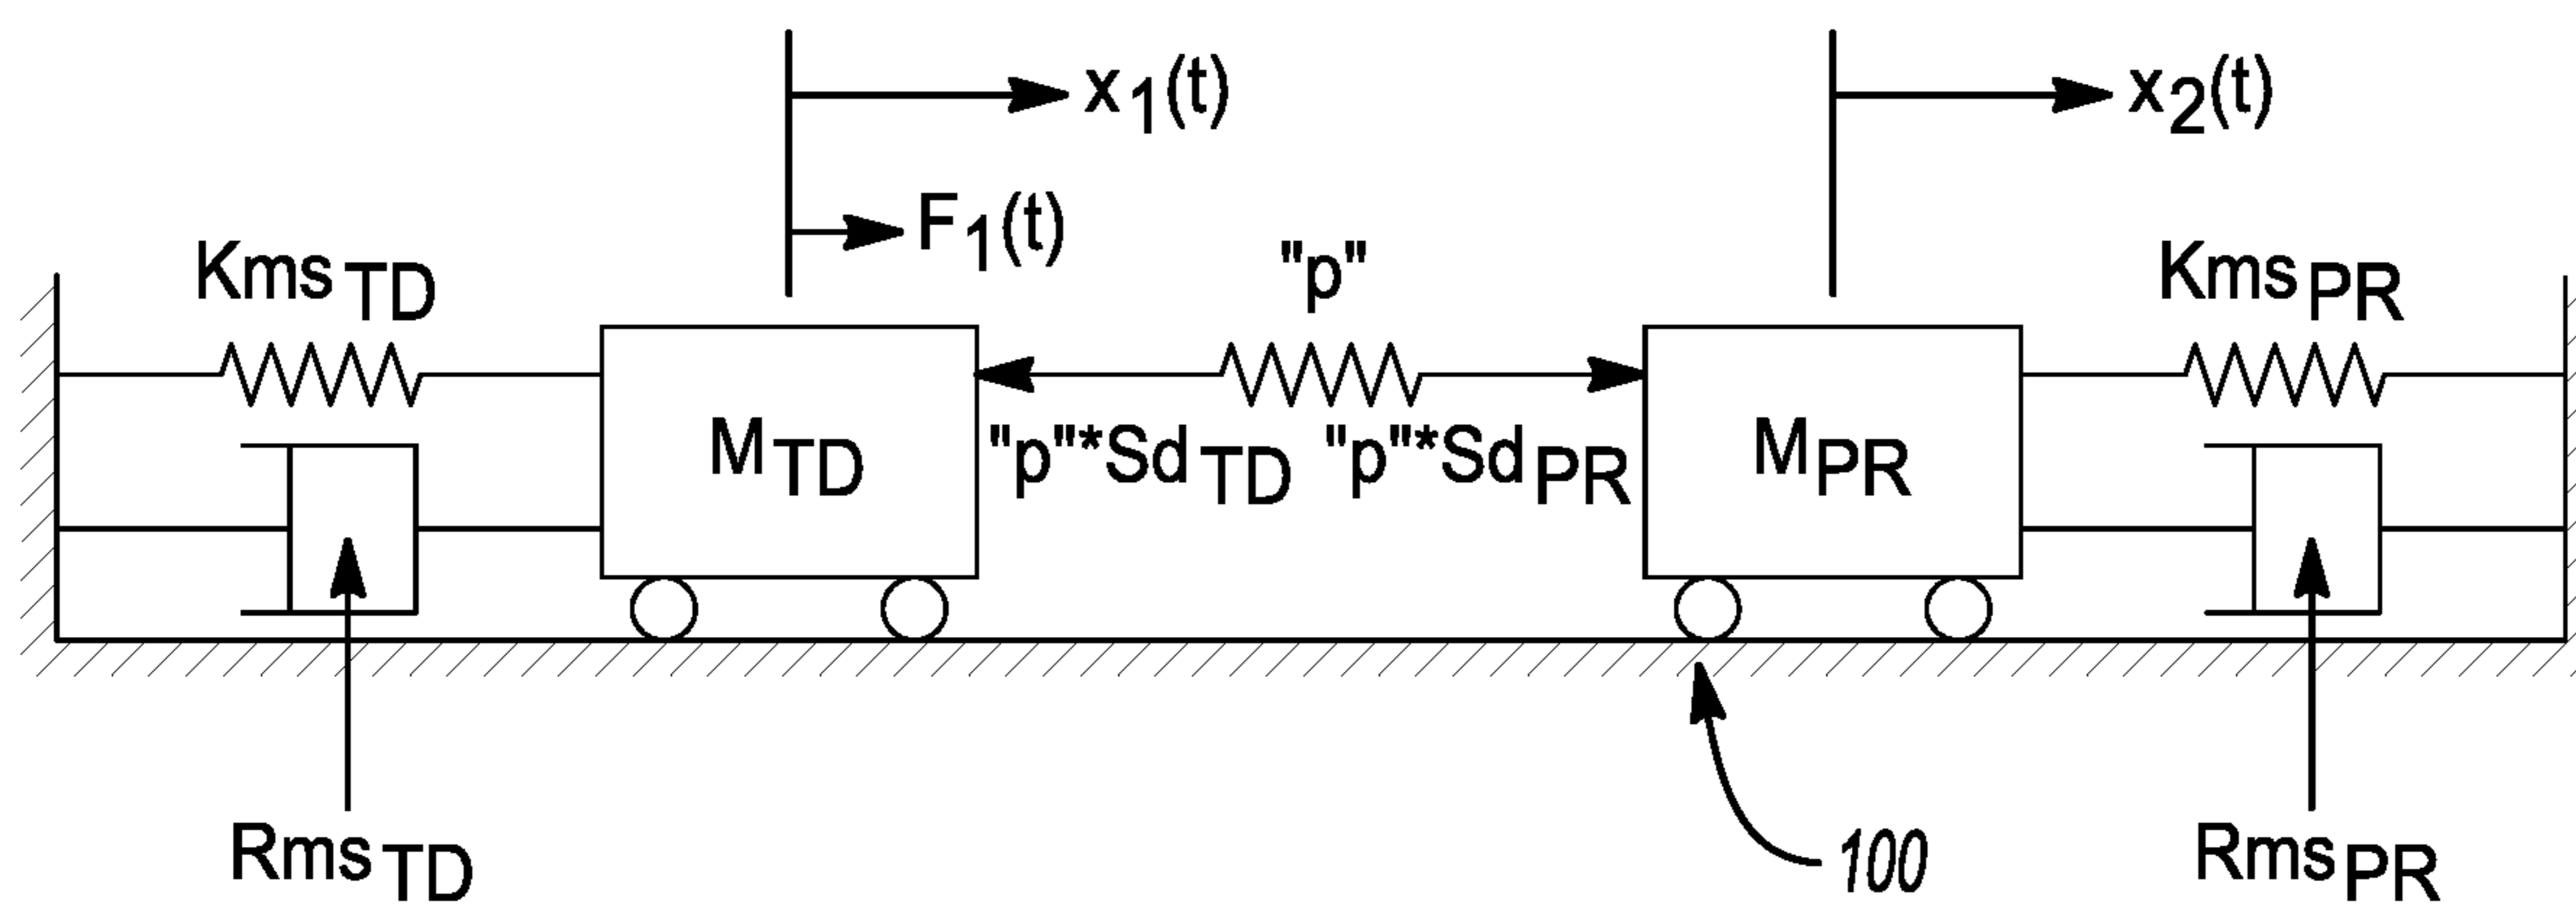 x1(t)
x2(t)
F1(t)
KmsTD
"p"
KmsPR
MTD
"p"*SdTD
"p"*SdPR
MPR
RmsTD
100
RmsPR